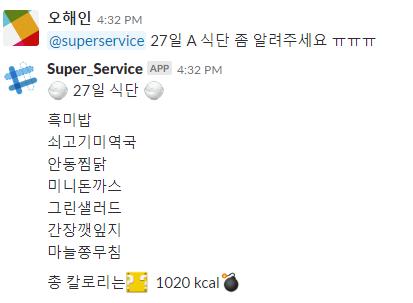 오해인 4:32 PM
@superservice 27일 A 식단 좀 알려주세요 ㅠㅠㅠ
Super_Service APP 4:32 PM
27일 식단
흑미밥
쇠고기미역국
안동찜닭
미니돈까스
그린샐러드
간장깻잎지
마늘쫑무침
총 칼로리는 1020 kcal